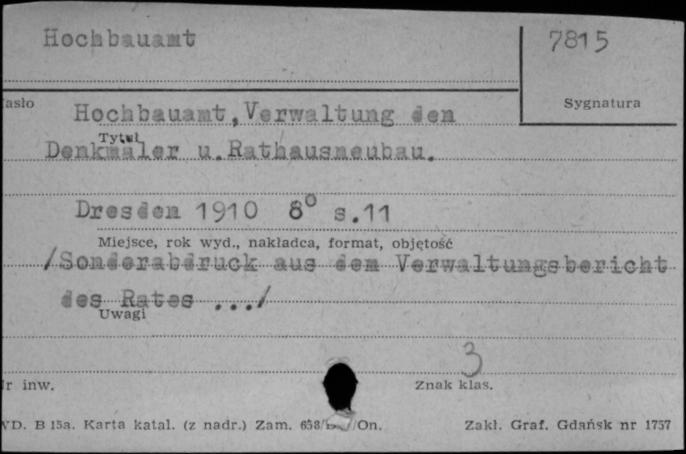 Hochbauamt
7815
asło
Sygnatura
Hochbauamt,Verwaltung den
Tytuł
Denkmäler u.Rathausneubau.
Dresden 1910 8° s.11
Miejsce, rok wyd., nakładca, format, objętość
/Sonderabdruck aus dem Verwaltungsbericht
des Rates .../
Uwagi
3
r inw.
Znak klas.
VD. B 15a. Karta katal. (z nadr.) Zam. 658/ /On.
Zakł. Graf. Gdańsk nr 1757